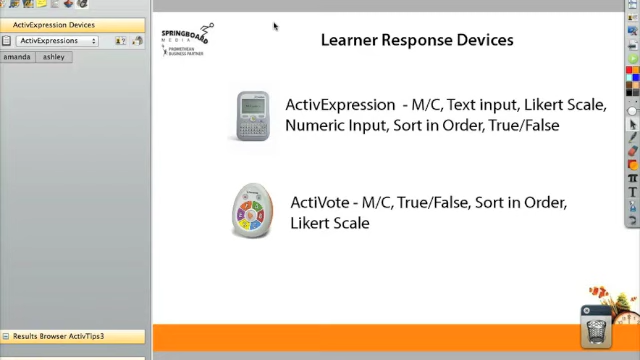 ActivExpression Devices
ActivExpressions
amanda
ashley
SPRINGBOARD
MEDIA
PROMETHEAN
BUSINESS PARTNER
Learner Response Devices
ActivExpression - M/C, Text input, Likert Scale,
Numeric Input, Sort in Order, True/False
ActiVote - M/C, True/False, Sort in Order,
Likert Scale
Results Browser ActivTips3